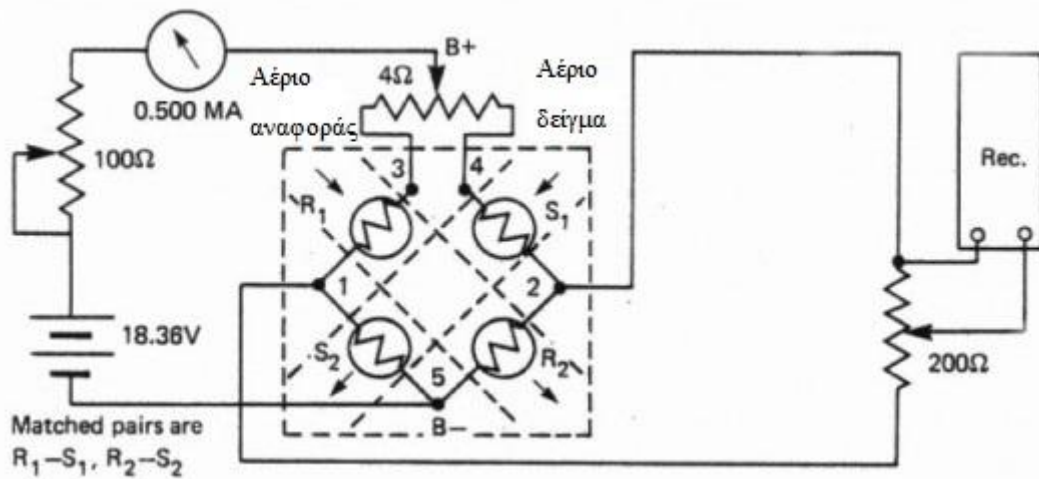 B+
Αέριο
αναφοράς
4Ω
Αέριο
δείγμα
0.500 MA
100Ω
Rec.
3
4
R1
S1
1
2
18.36V
S2
R2
5
200Ω
B−
Matched pairs are
R1–S1, R2–S2